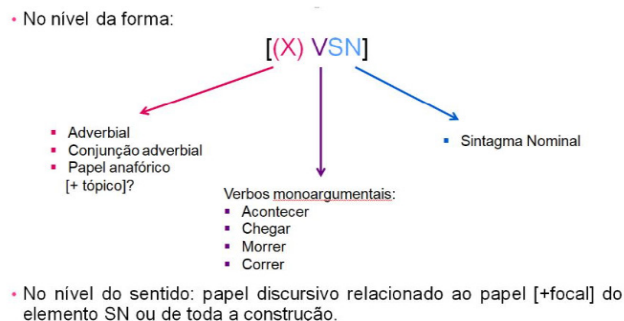 • No nível da forma:
[(X) VSN]
▪ Adverbial
▪ Conjunção adverbial
▪ Papel anafórico
[+ tópico]?
▪ Sintagma Nominal
Verbos monoargumentais:
▪ Acontecer
▪ Chegar
▪ Morrer
▪ Correr
• No nível do sentido: papel discursivo relacionado ao papel [+focal] do
elemento SN ou de toda a construção.